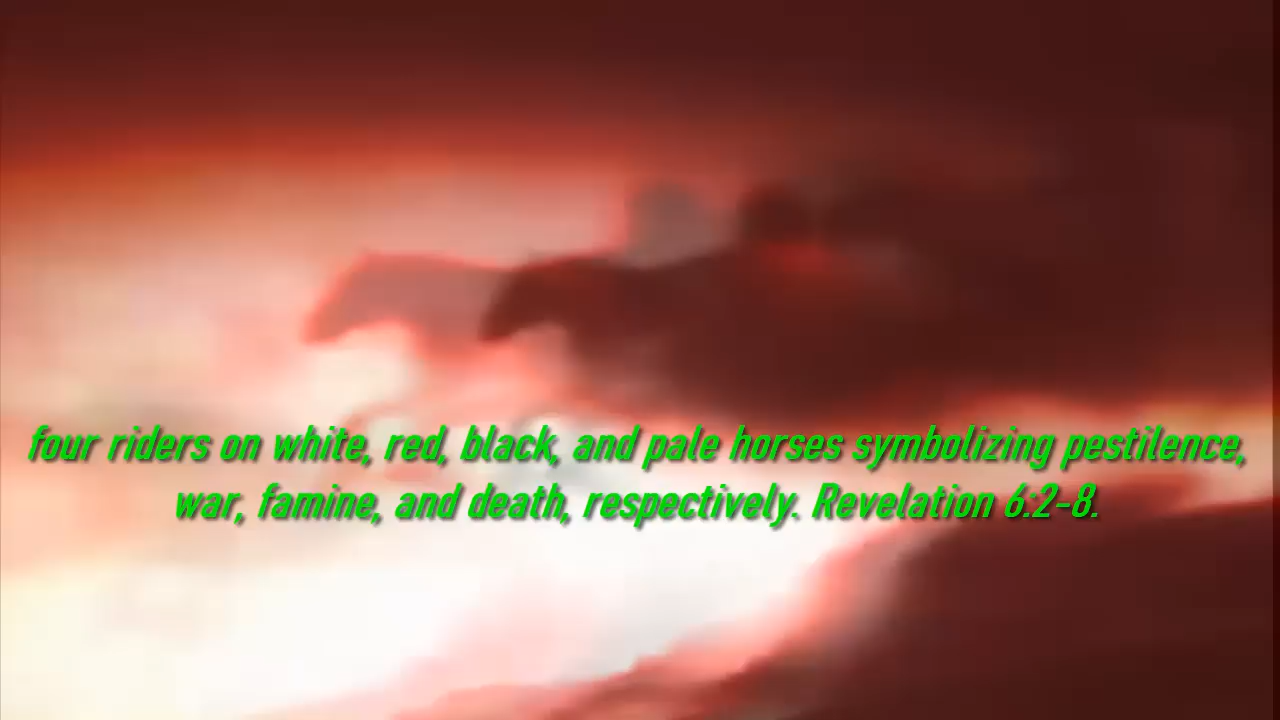 four riders on white, red, black, and pale horses symbolizing pestilence,
war, famine, and death, respectively. Revelation 6:2-8.